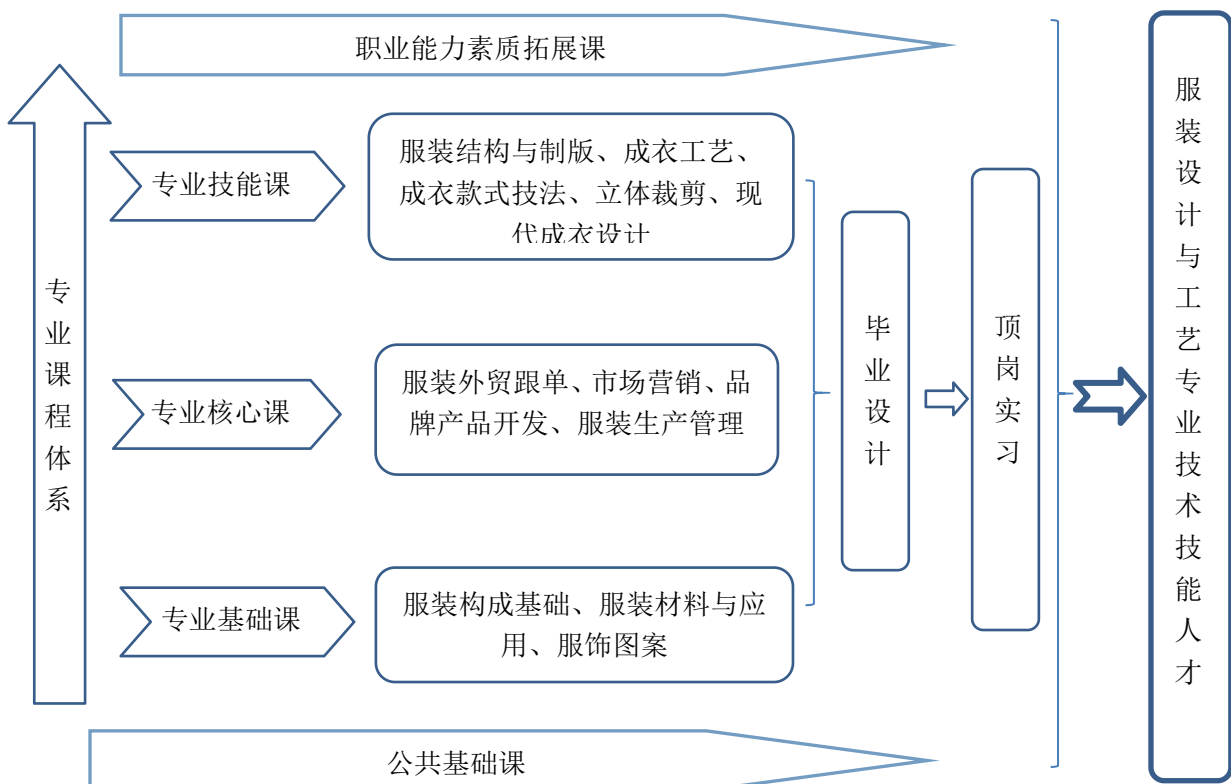 职业能力素质拓展课
专业技能课
服装结构与制版、成衣工艺、
成衣款式技法、立体裁剪、现
代成衣设计
专业课程体系
专业核心课
服装外贸跟单、市场营销、品
牌产品开发、服装生产管理
专业基础课
服装构成基础、服装材料与应
用、服饰图案
毕业设计
顶岗实习
服装设计与工艺专业技术技能人才
公共基础课